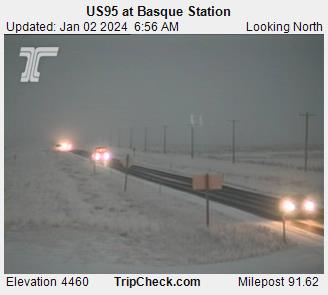 US95 at Basque Station
Updated: Jan 02 2024 6:56 AM Looking North
Elevation 4460 TripCheck.com Milepost 91.62